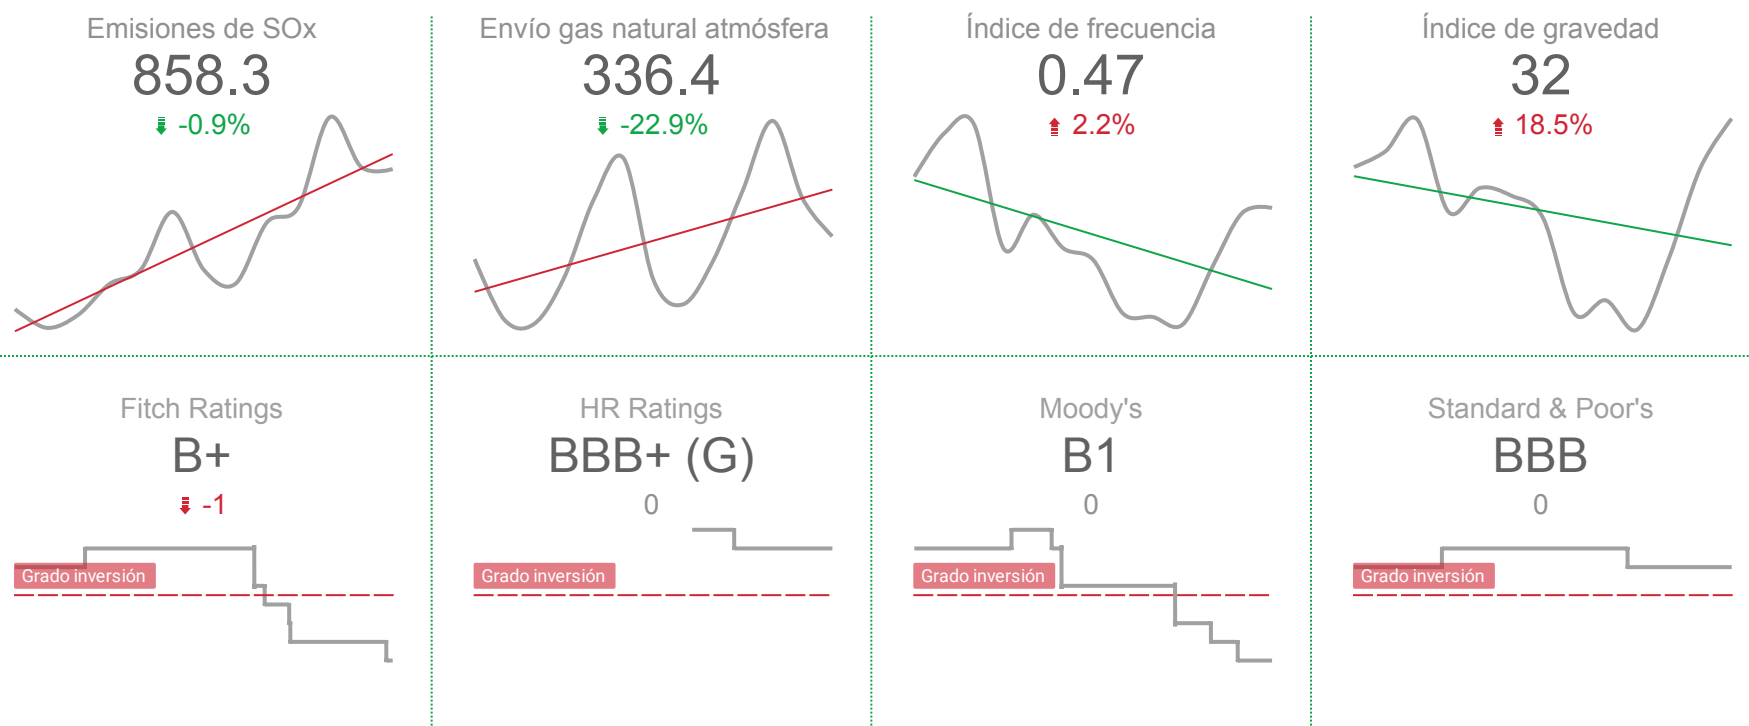 Emisiones de SOx
858.3
-0.9%
Envío gas natural atmósfera
336.4
-22.9%
Índice de frecuencia
0.47
2.2%
Índice de gravedad
32
18.5%
Fitch Ratings
B+
-1
Grado inversión
HR Ratings
BBB+ (G)
0
Grado inversión
Moody's
B1
0
Grado inversión
Standard & Poor's
BBB
0
Grado inversión